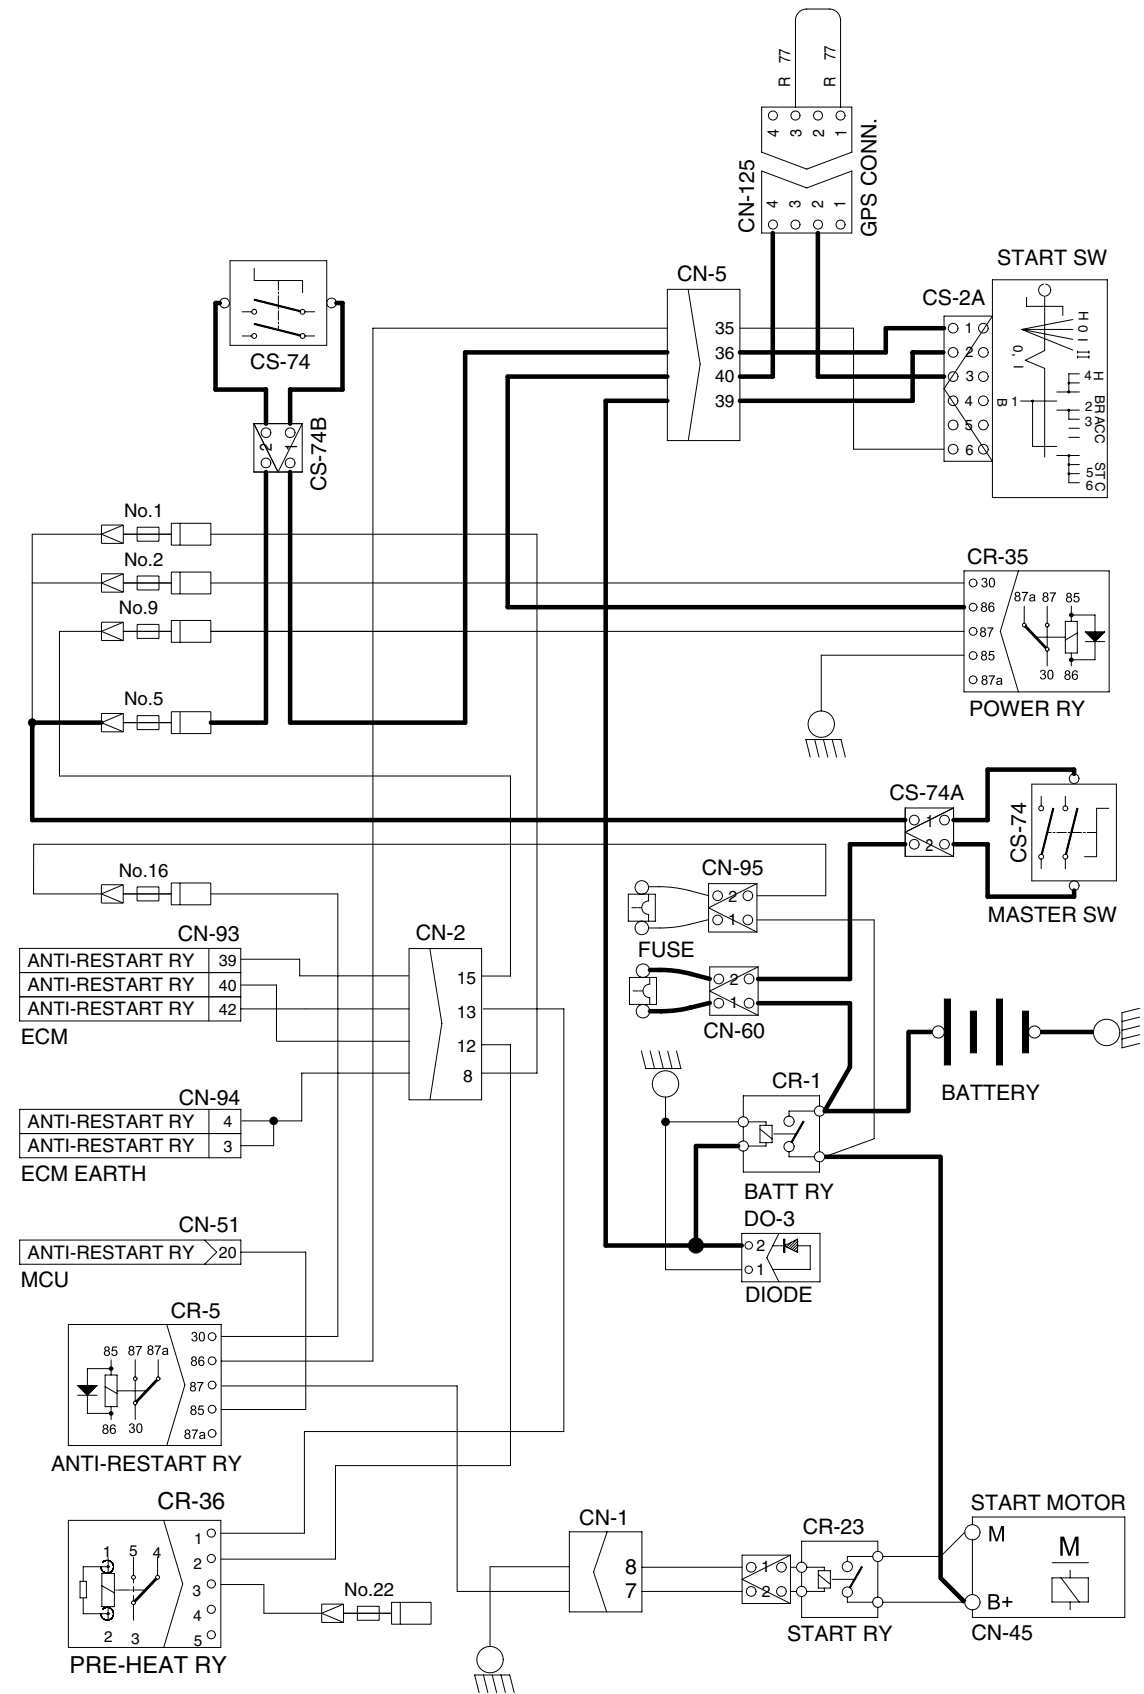 R 77
R 77
4 3 2 1
GPS CONN.
CN-125
4 3 2 1
START SW
CN-5
CS-2A
35
36
40
39
1
2
3
4
5
6
H
0
I
II
0, I
B 1
4 H
2 BR
3 ACC
5 ST
6 C
CS-74
2 1
CS-74B
No.1
No.2
No.9
No.5
CR-35
30
86
87
85
87a
87a 87 85
30 86
POWER RY
CS-74A
1
2
CS-74
MASTER SW
No.16
CN-95
2
1
FUSE
2
1
CN-60
CN-93
ANTI-RESTART RY 39
ANTI-RESTART RY 40
ANTI-RESTART RY 42
ECM
CN-2
15
13
12
8
BATTERY
CN-94
ANTI-RESTART RY 4
ANTI-RESTART RY 3
ECM EARTH
CR-1
BATT RY
DO-3
2
1
DIODE
CN-51
ANTI-RESTART RY 20
MCU
CR-5
30
86
87
85
87a
85 87 87a
86 30
ANTI-RESTART RY
CR-36
1
2
3
4
5
1 5 4
2 3
PRE-HEAT RY
No.22
CN-1
8
7
CR-23
1
2
START RY
START MOTOR
M
M
B+
CN-45